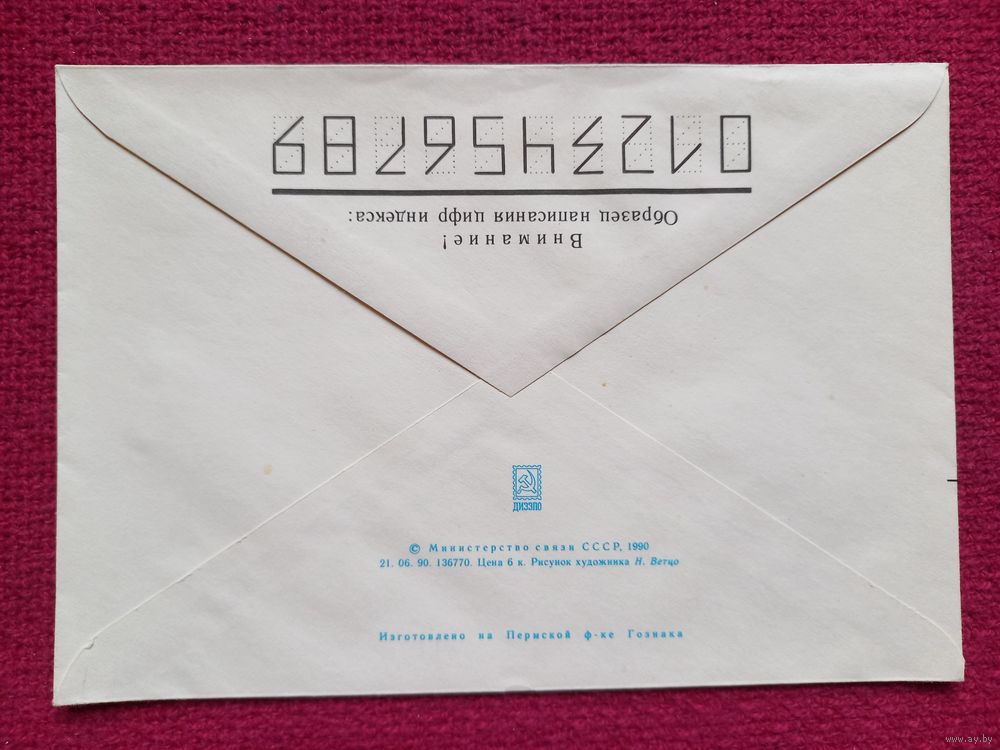 Внимание!
Образец написания цифр индекса:
0123456789
ДИЭЗПО
© Министерство связи СССР, 1990
21. 06. 90. 136770. Цена 6 к. Рисунок художника Н. Ветцо
Изготовлено на Пермской ф-ке Гознака
www.ay.by